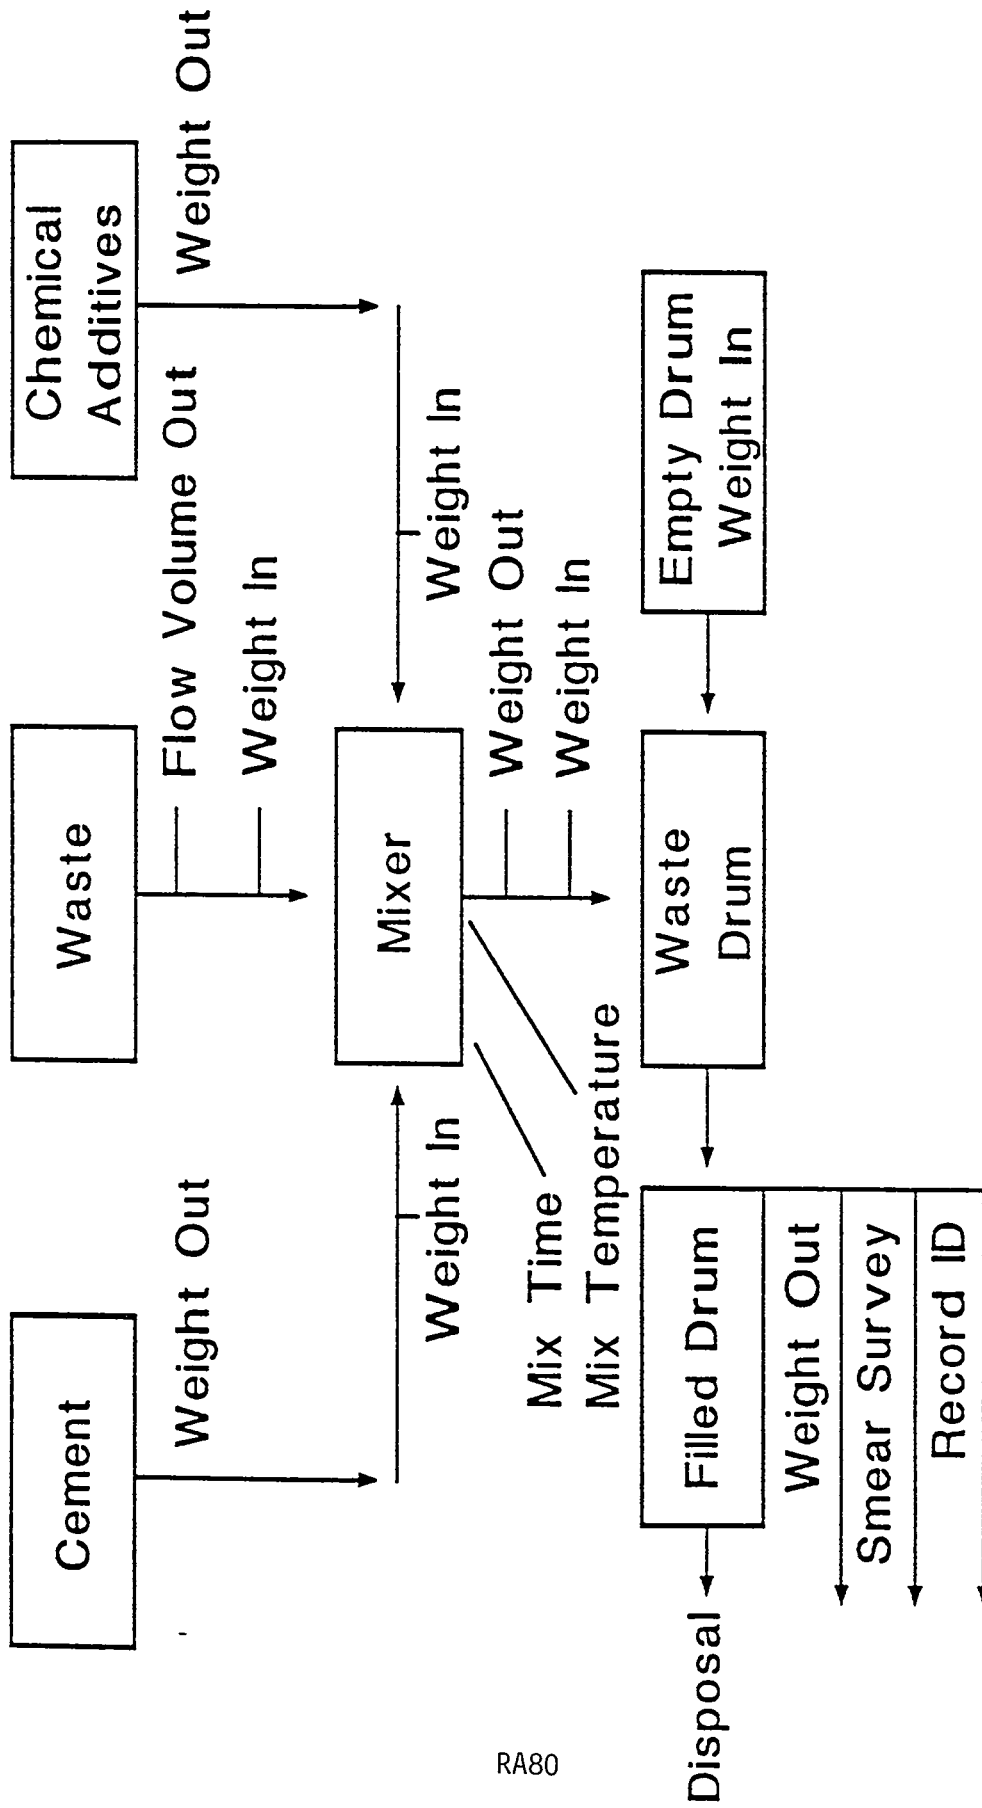 Cement
Waste
Chemical
Additives
Weight Out
Flow Volume Out
Weight Out
Weight In
Weight In
Mixer
Weight In
Mix Time
Mix Temperature
Weight Out
Weight In
Disposal
Filled Drum
Waste
Drum
Empty Drum
Weight In
Weight Out
Smear Survey
Record ID
RA80